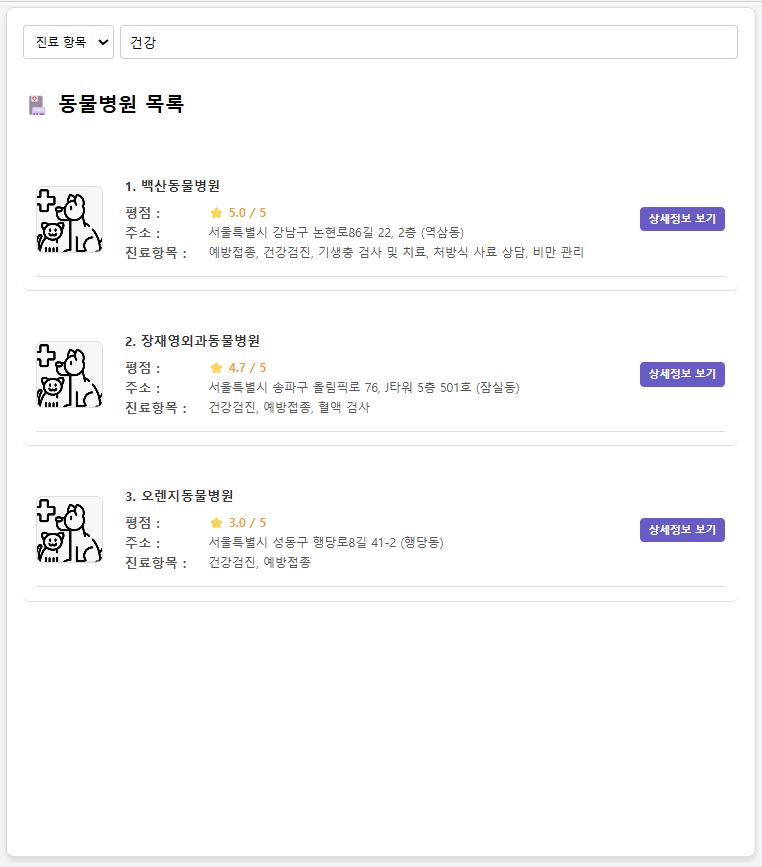 진료 항목 건강
동물병원 목록
1. 백산동물병원
평점 : 5.0 / 5
상세정보 보기
주소 : 서울특별시 강남구 논현로86길 22, 2층 (역삼동)
진료항목 : 예방접종, 건강검진, 기생충 검사 및 치료, 처방식 사료 상담, 비만 관리
2. 장재영외과동물병원
평점 : 4.7 / 5
상세정보 보기
주소 : 서울특별시 송파구 올림픽로 76, J타워 5층 501호 (잠실동)
진료항목 : 건강검진, 예방접종, 혈액 검사
3. 오렌지동물병원
평점 : 3.0 / 5
상세정보 보기
주소 : 서울특별시 성동구 행당로8길 41-2 (행당동)
진료항목 : 건강검진, 예방접종